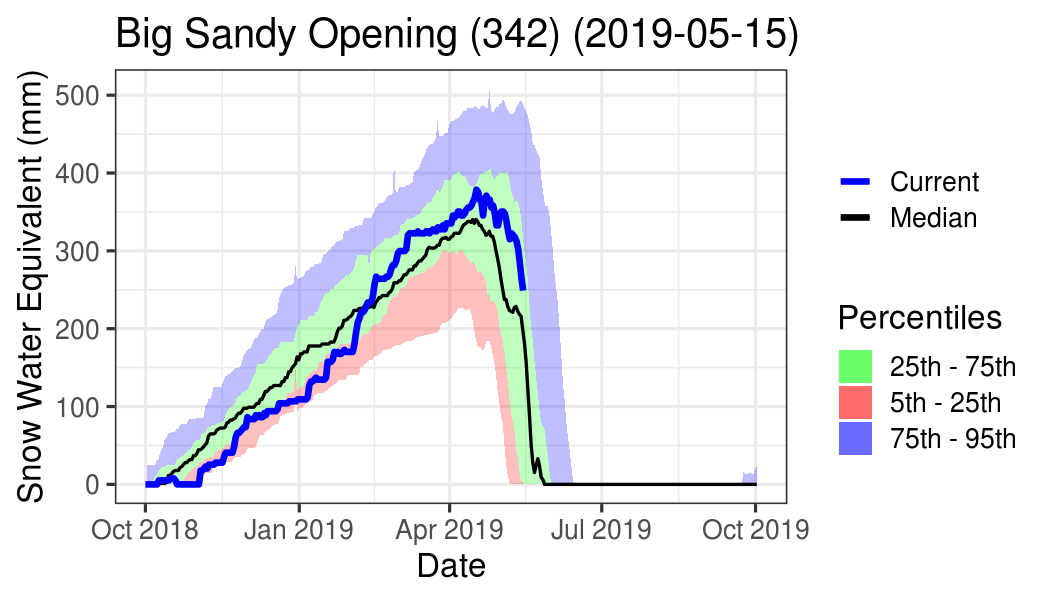 Big Sandy Opening (342) (2019-05-15)
Snow Water Equivalent (mm)
500
400
300
200
100
0
Oct 2018
Jan 2019
Apr 2019
Jul 2019
Oct 2019
Date
Current
Median
Percentiles
25th - 75th
5th - 25th
75th - 95th